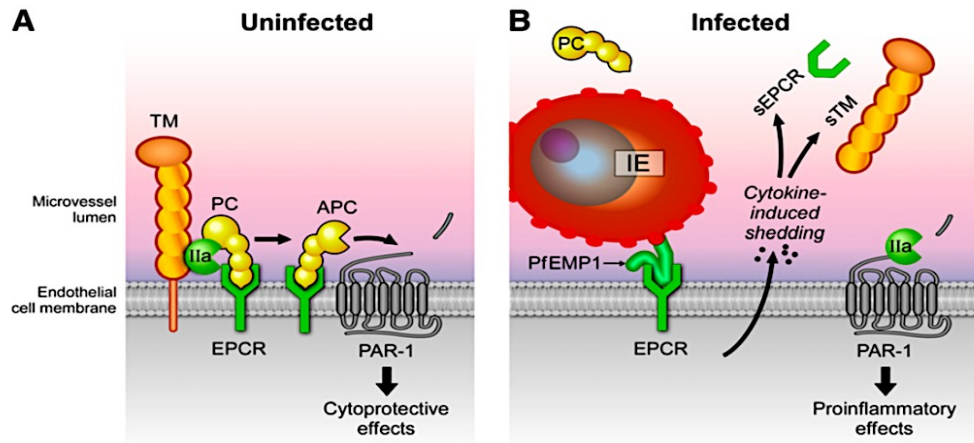 A
Uninfected
TM
PC
APC
IIa
Microvessel
lumen
Endothelial
cell membrane
EPCR
PAR-1
Cytoprotective
effects
B
Infected
PC
IE
sEPCR
sTM
Cytokine-
induced
shedding
PfEMP1
IIa
EPCR
PAR-1
Proinflammatory
effects